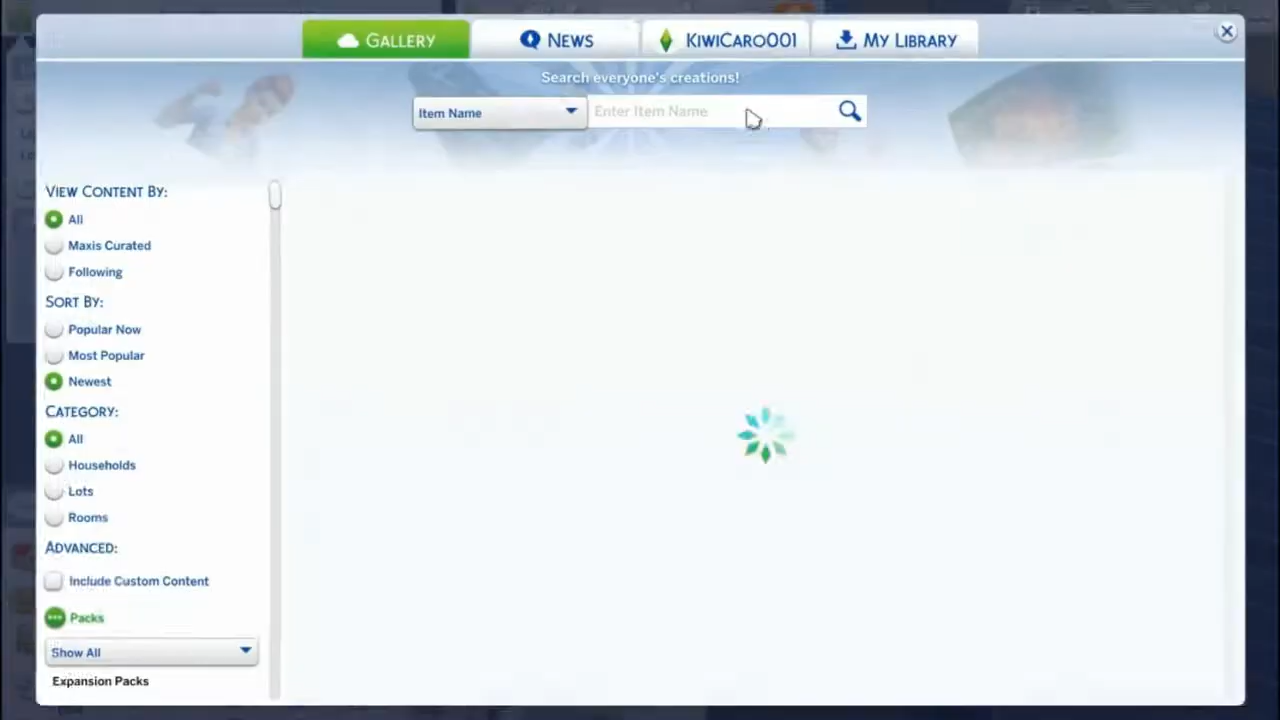 GALLERY
NEWS
KIWICARO001
MY LIBRARY
Search everyone's creations!
Item Name
Enter Item Name
VIEW CONTENT BY:
All
Maxis Curated
Following
SORT BY:
Popular Now
Most Popular
Newest
CATEGORY:
All
Households
Lots
Rooms
ADVANCED:
Include Custom Content
Packs
Show All
Expansion Packs